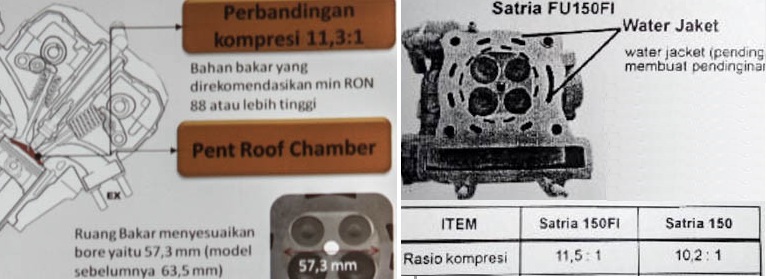 Perbandingan
kompresi 11,3:1
Bahan bakar yang
direkomendasikan min RON
88 atau lebih tinggi
Pent Roof Chamber
EX
Ruang Bakar menyesuaikan
bore yaitu 57,3 mm (model
sebelumnya 63,5 mm)
57,3 mm
Satria FU150FI
Water Jaket
water jacket (pending
membuat pendinginar
ITEM Satria 150FI Satria 150
Rasio kompresi 11,5 : 1 10,2 : 1